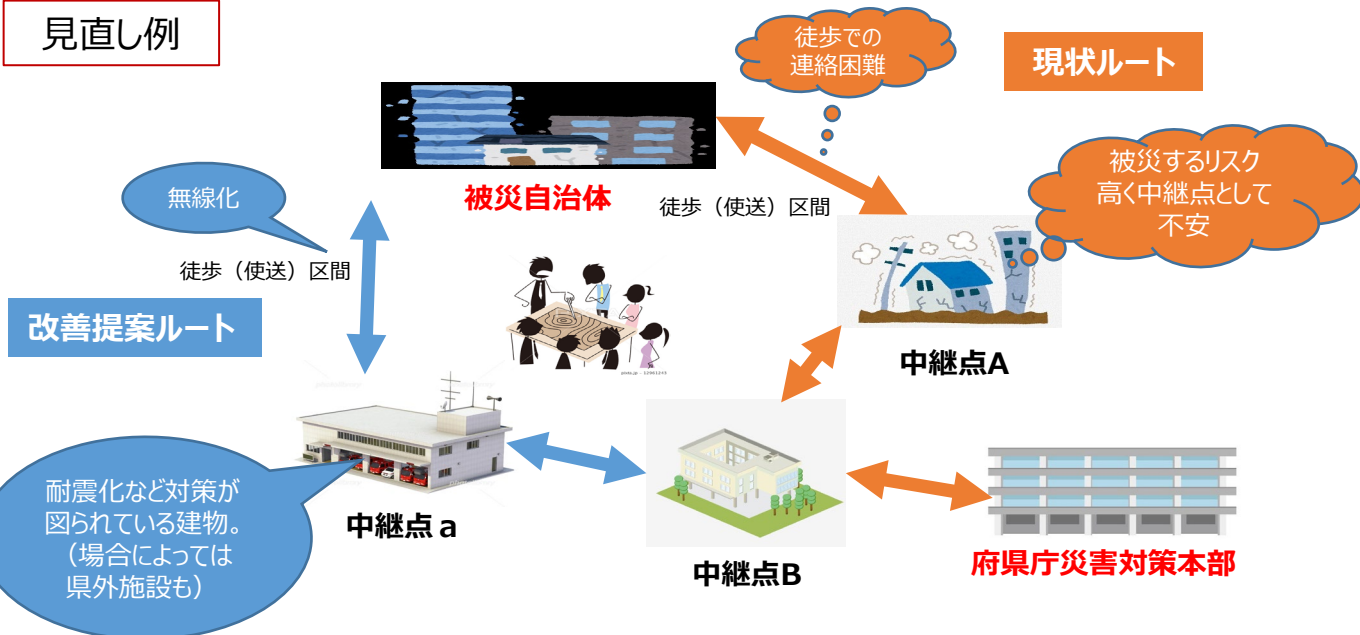 見直し例
徒歩での
連絡困難
現状ルート
被災するリスク
高く中継点として
不安
無線化
被災自治体
徒歩（使送）区間
徒歩（使送）区間
改善提案ルート
中継点A
耐震化など対策が
図られている建物。
（場合によっては
県外施設も）
中継点ａ
中継点B
府県庁災害対策本部